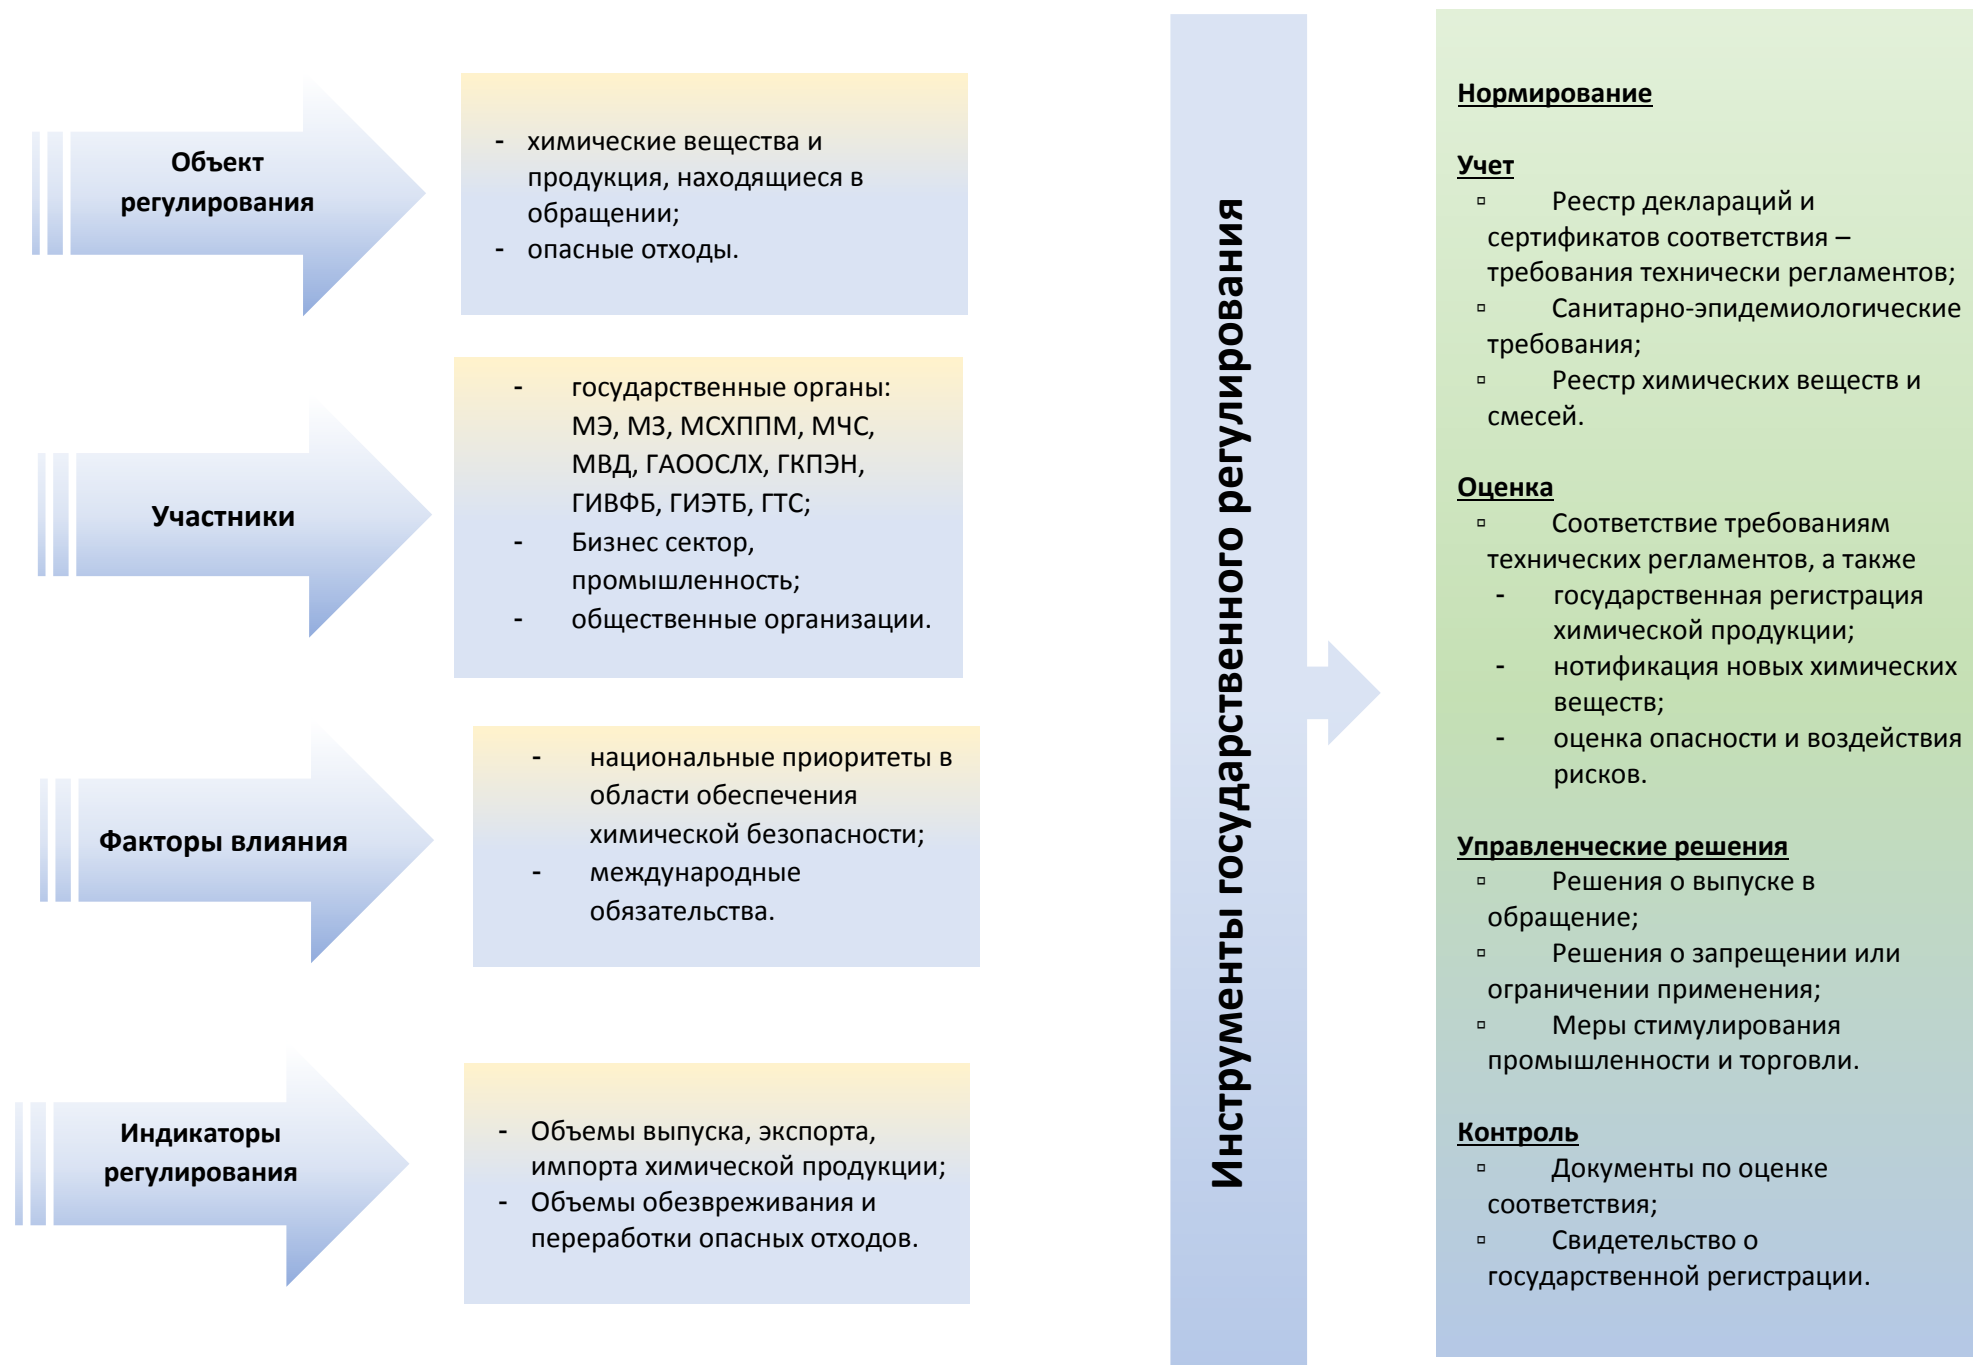 Объект
регулирования
- химические вещества и
продукция, находящиеся в
обращении;
- опасные отходы.
Участники
- государственные органы:
МЭ, МЗ, МСХППМ, МЧС,
МВД, ГАООСЛХ, ГКПЭН,
ГИВФБ, ГИЭТБ, ГТС;
- Бизнес сектор,
промышленность;
- общественные организации.
Факторы влияния
- национальные приоритеты в
области обеспечения
химической безопасности;
- международные
обязательства.
Индикаторы
регулирования
- Объемы выпуска, экспорта,
импорта химической продукции;
- Объемы обезвреживания и
переработки опасных отходов.
Инструменты государственного регулирования
Нормирование
Учет
▫ Реестр деклараций и
сертификатов соответствия –
требования технически регламентов;
▫ Санитарно-эпидемиологические
требования;
▫ Реестр химических веществ и
смесей.
Оценка
▫ Соответствие требованиям
технических регламентов, а также
- государственная регистрация
химической продукции;
- нотификация новых химических
веществ;
- оценка опасности и воздействия
рисков.
Управленческие решения
▫ Решения о выпуске в
обращение;
▫ Решения о запрещении или
ограничении применения;
▫ Меры стимулирования
промышленности и торговли.
Контроль
▫ Документы по оценке
соответствия;
▫ Свидетельство о
государственной регистрации.